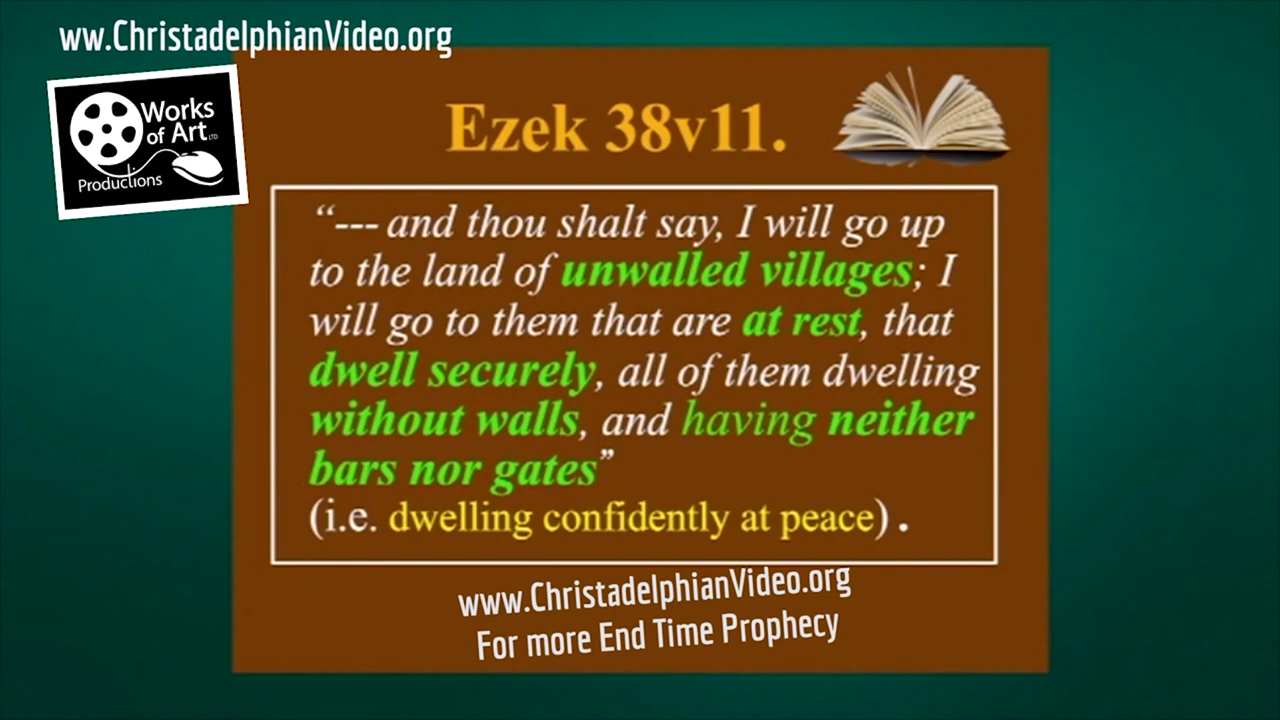 ww.ChristadelphianVideo.org
Works
of Art LTD
Productions
Ezek 38v11.
“--- and thou shalt say, I will go up
to the land of unwalled villages; I
will go to them that are at rest, that
dwell securely, all of them dwelling
without walls, and having neither
bars nor gates”
(i.e. dwelling confidently at peace) .
www.ChristadelphianVideo.org
For more End Time Prophecy